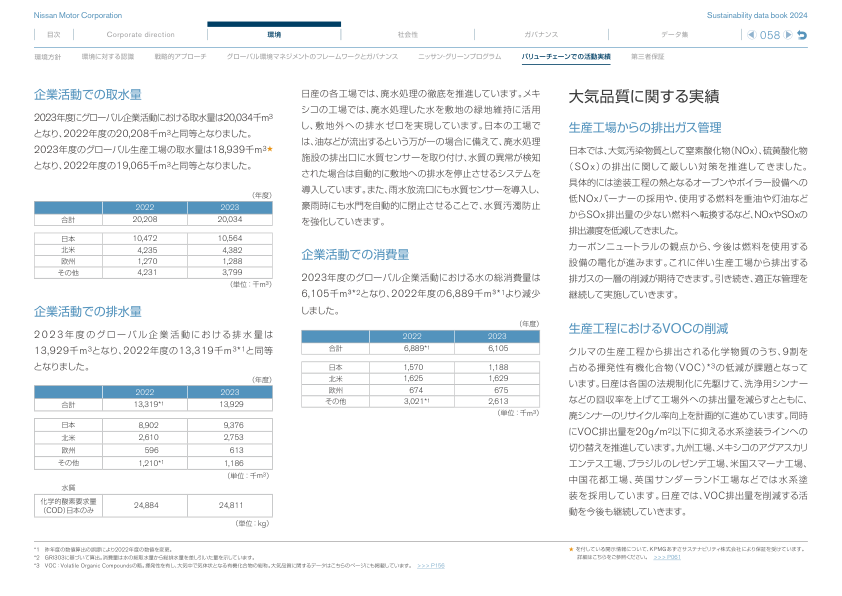 Nissan Motor Corporation
Sustainability data book 2024
目次
Corporate direction
環境
社会性
ガバナンス
データ集
058
環境方針
環境に対する認識
戦略的アプローチ
グローバル環境マネジメントのフレームワークとガバナンス
ニッサン・グリーンプログラム
バリューチェーンでの活動実績
第三者保証
企業活動での取水量
2023年度にグローバル企業活動における取水量は20,034千m³
となり、2022年度の20,208千m³と同等となりました。
2023年度のグローバル生産工場の取水量は18,939千m³★
となり、2022年度の19,065千m³と同等となりました。
(年度)
2022 2023
合計 20,208 20,034
日本 10,472 10,564
北米 4,235 4,382
欧州 1,270 1,288
その他 4,231 3,799
(単位:千m³)
企業活動での排水量
2023年度のグローバル企業活動における排水量は
13,929千m³となり、2022年度の13,319千m³*¹と同等
となりました。
(年度)
2022 2023
合計 13,319*¹ 13,929
日本 8,902 9,376
北米 2,610 2,753
欧州 596 613
その他 1,210*¹ 1,186
(単位:千m³)
水質
化学的酸素要求量
(COD)日本のみ 24,884 24,811
(単位:kg)
日産の各工場では、廃水処理の徹底を推進しています。メキ
シコの工場では、廃水処理した水を敷地の緑地維持に活用
し、敷地外への排水ゼロを実現しています。日本の工場で
は、油などが流出するという万が一の場合に備えて、廃水処理
施設の排出口に水質センサーを取り付け、水質の異常が検知
された場合は自動的に敷地への排水を停止させるシステムを
導入しています。また、雨水放流口にも水質センサーを導入し、
豪雨時にも水門を自動的に閉止させることで、水質汚濁防止
を強化していきます。
企業活動での消費量
2023年度のグローバル企業活動における水の総消費量は
6,105千m³*²となり、2022年度の6,889千m³*¹より減少
しました。
(年度)
2022 2023
合計 6,889*¹ 6,105
日本 1,570 1,188
北米 1,625 1,629
欧州 674 675
その他 3,021*¹ 2,613
(単位:千m³)
大気品質に関する実績
生産工場からの排出ガス管理
日本では、大気汚染物質として窒素酸化物(NOx)、硫黄酸化物
(SOx)の排出に関して厳しい対策を推進してきました。
具体的には塗装工程の熱となるオーブンやボイラー設備への
低NOxバーナーの採用や、使用する燃料を重油や灯油など
からSOx排出量の少ない燃料へ転換するなど、NOxやSOxの
排出濃度を低減してきました。
カーボンニュートラルの観点から、今後は燃料を使用する
設備の電化が進みます。これに伴い生産工場から排出する
排ガスの一層の削減が期待できます。引き続き、適正な管理を
継続して実施していきます。
生産工程におけるVOCの削減
クルマの生産工程から排出される化学物質のうち、9割を
占める揮発性有機化合物(VOC)*³の低減が課題となって
います。日産は各国の法規制化に先駆けて、洗浄用シンナー
などの回収率を上げて工場外への排出量を減らすとともに、
廃シンナーのリサイクル率向上を計画的に進めています。同時
にVOC排出量を20g/m²以下に抑える水系塗装ラインへの
切り替えを推進しています。九州工場、メキシコのアグアスカリ
エンテス工場、ブラジルのレゼンデ工場、米国スマーナ工場、
中国花都工場、英国サンダーランド工場などでは水系塗
装を採用しています。日産では、VOC排出量を削減する活
動を今後も継続していきます。
*1 昨年度の数値算出の誤謬により2022年度の数値を変更。
*2 GRI303に基づいて算出。消費量は水の総取水量から総排水量を差し引いた量を示しています。
*3 VOC:Volatile Organic Compoundsの略。揮発性を有し、大気中で気体状となる有機化合物の総称。大気品質に関するデータはこちらのページにも掲載しています。 >>> P156
★を付している開示情報について、KPMGあずさサステナビリティ株式会社により保証を受けています。
詳細はこちらをご参照ください。 >>> P061